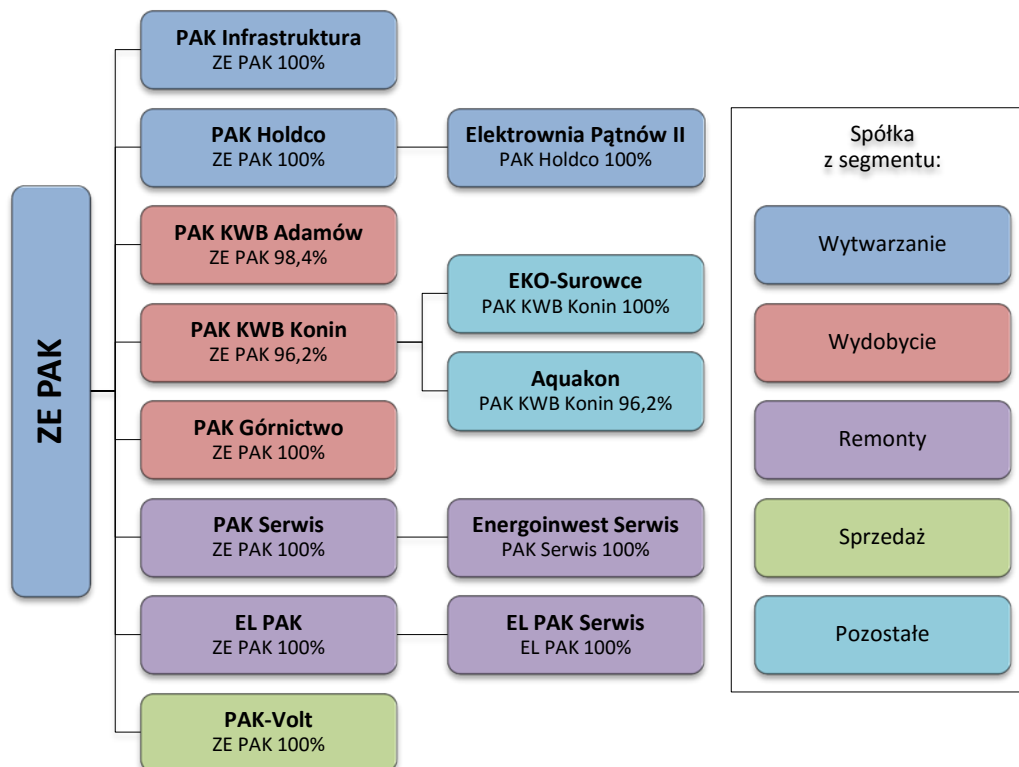 ZE PAK
PAK Infrastruktura
ZE PAK 100%
PAK Holdco
ZE PAK 100%
Elektrownia Pątnów II
PAK Holdco 100%
PAK KWB Adamów
ZE PAK 98,4%
PAK KWB Konin
ZE PAK 96,2%
EKO-Surowce
PAK KWB Konin 100%
Aquakon
PAK KWB Konin 96,2%
PAK Górnictwo
ZE PAK 100%
PAK Serwis
ZE PAK 100%
Energoinwest Serwis
PAK Serwis 100%
EL PAK
ZE PAK 100%
EL PAK Serwis
EL PAK 100%
PAK-Volt
ZE PAK 100%
Spółka
z segmentu:
Wytwarzanie
Wydobycie
Remonty
Sprzedaż
Pozostałe